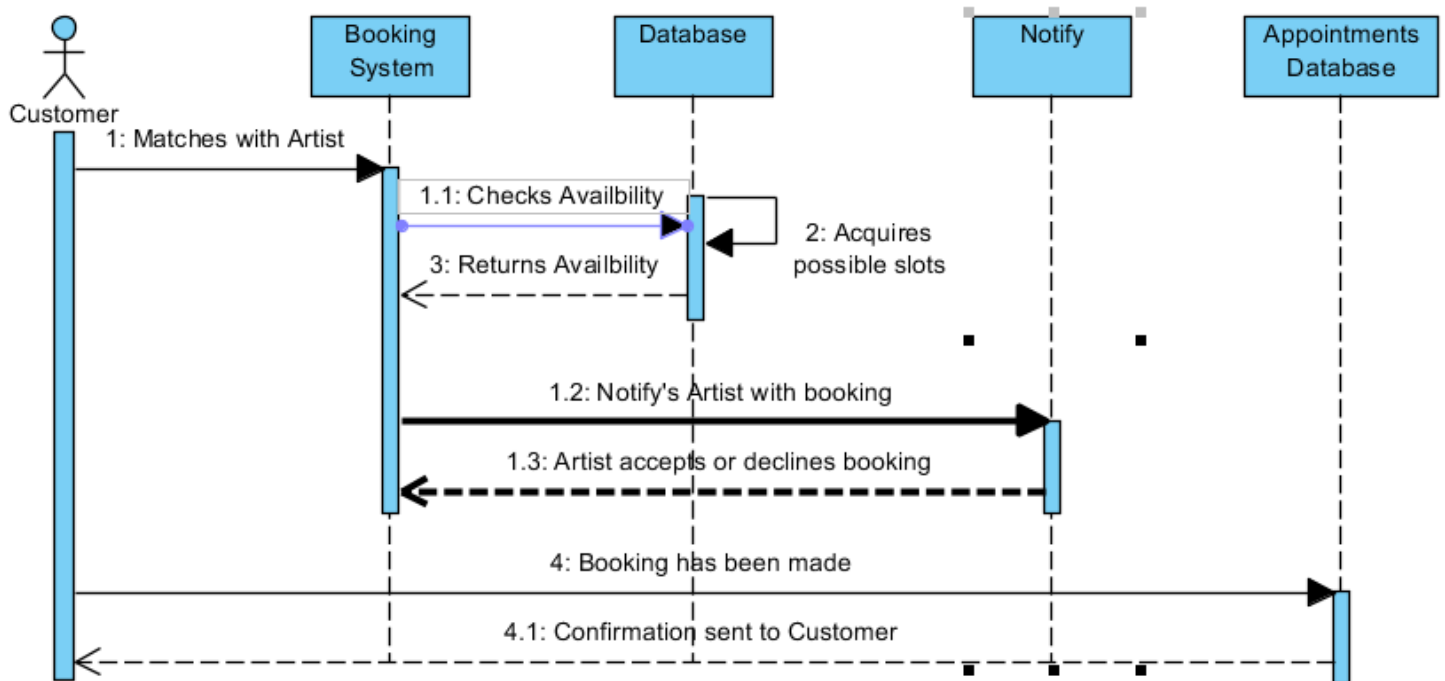 Customer
Booking
System
Database
Notify
Appointments
Database
1: Matches with Artist
1.1: Checks Availbility
2: Acquires
possible slots
3: Returns Availbility
1.2: Notify's Artist with booking
1.3: Artist accepts or declines booking
4: Booking has been made
4.1: Confirmation sent to Customer